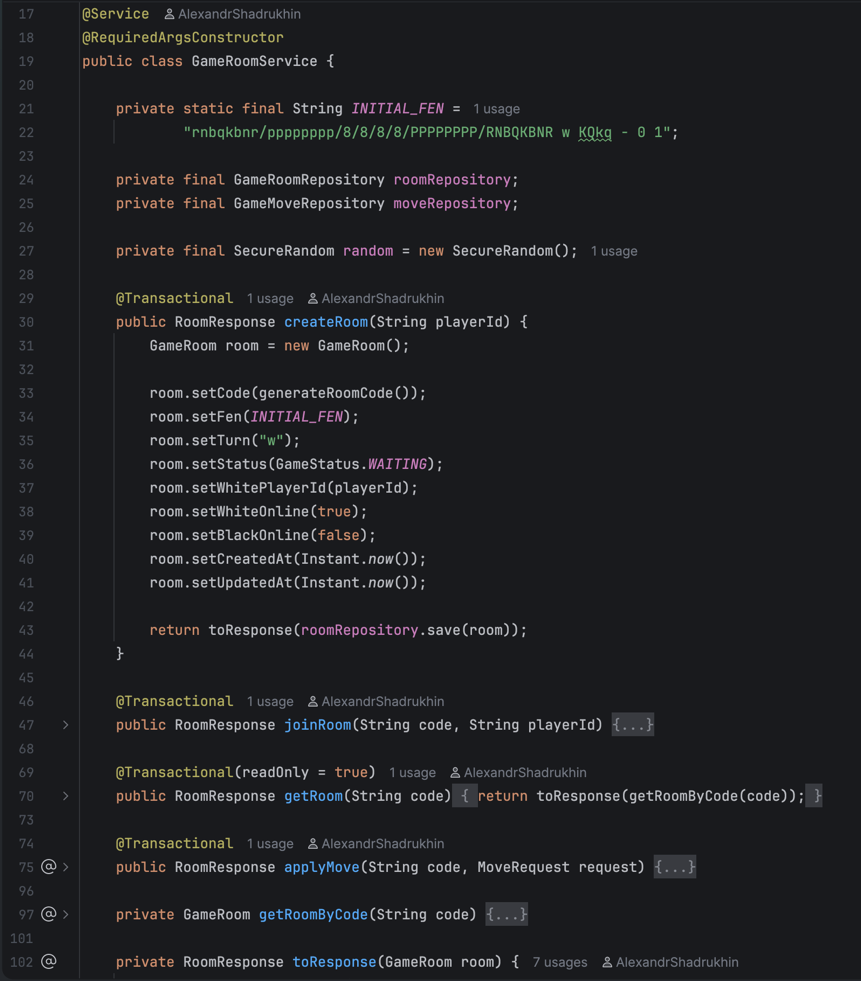 17 @Service AlexandrShadrukhin
18 @RequiredArgsConstructor
19 public class GameRoomService {
20
21 private static final String INITIAL_FEN = 1 usage
22 "rnbqkbnr/pppppppp/8/8/8/8/PPPPPPPP/RNBQKBNR w KQkq - 0 1";
23
24 private final GameRoomRepository roomRepository;
25 private final GameMoveRepository moveRepository;
26
27 private final SecureRandom random = new SecureRandom(); 1 usage
28
29 @Transactional 1 usage AlexandrShadrukhin
30 public RoomResponse createRoom(String playerId) {
31 GameRoom room = new GameRoom();
32
33 room.setCode(generateRoomCode());
34 room.setFen(INITIAL_FEN);
35 room.setTurn("w");
36 room.setStatus(GameStatus.WAITING);
37 room.setWhitePlayerId(playerId);
38 room.setWhiteOnline(true);
39 room.setBlackOnline(false);
40 room.setCreatedAt(Instant.now());
41 room.setUpdatedAt(Instant.now());
42
43 return toResponse(roomRepository.save(room));
44 }
45
46 @Transactional 1 usage AlexandrShadrukhin
47 public RoomResponse joinRoom(String code, String playerId) {...}
68
69 @Transactional(readOnly = true) 1 usage AlexandrShadrukhin
70 public RoomResponse getRoom(String code) { return toResponse(getRoomByCode(code)); }
73
74 @Transactional 1 usage AlexandrShadrukhin
75 @ public RoomResponse applyMove(String code, MoveRequest request) {...}
96
97 @ private GameRoom getRoomByCode(String code) {...}
101
102 @ private RoomResponse toResponse(GameRoom room) { 7 usages AlexandrShadrukhin